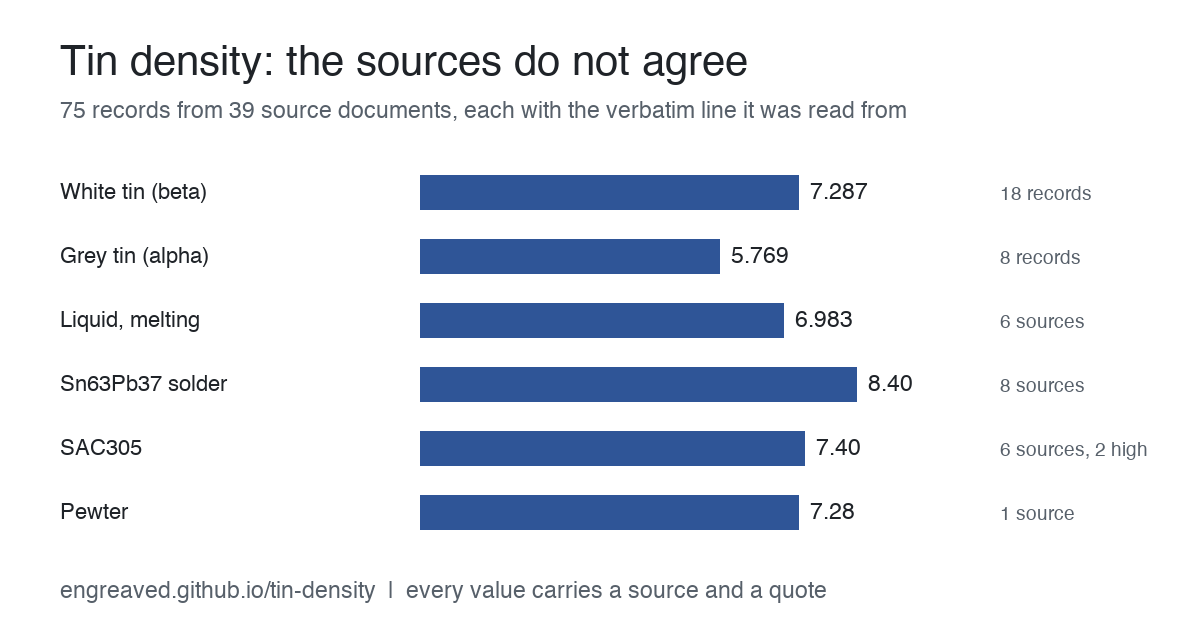 Tin density: the sources do not agree
75 records from 39 source documents, each with the verbatim line it was read from
White tin (beta) 7.287 18 records
Grey tin (alpha) 5.769 8 records
Liquid, melting 6.983 6 sources
Sn63Pb37 solder 8.40 8 sources
SAC305 7.40 6 sources, 2 high
Pewter 7.28 1 source
engreaved.github.io/tin-density | every value carries a source and a quote